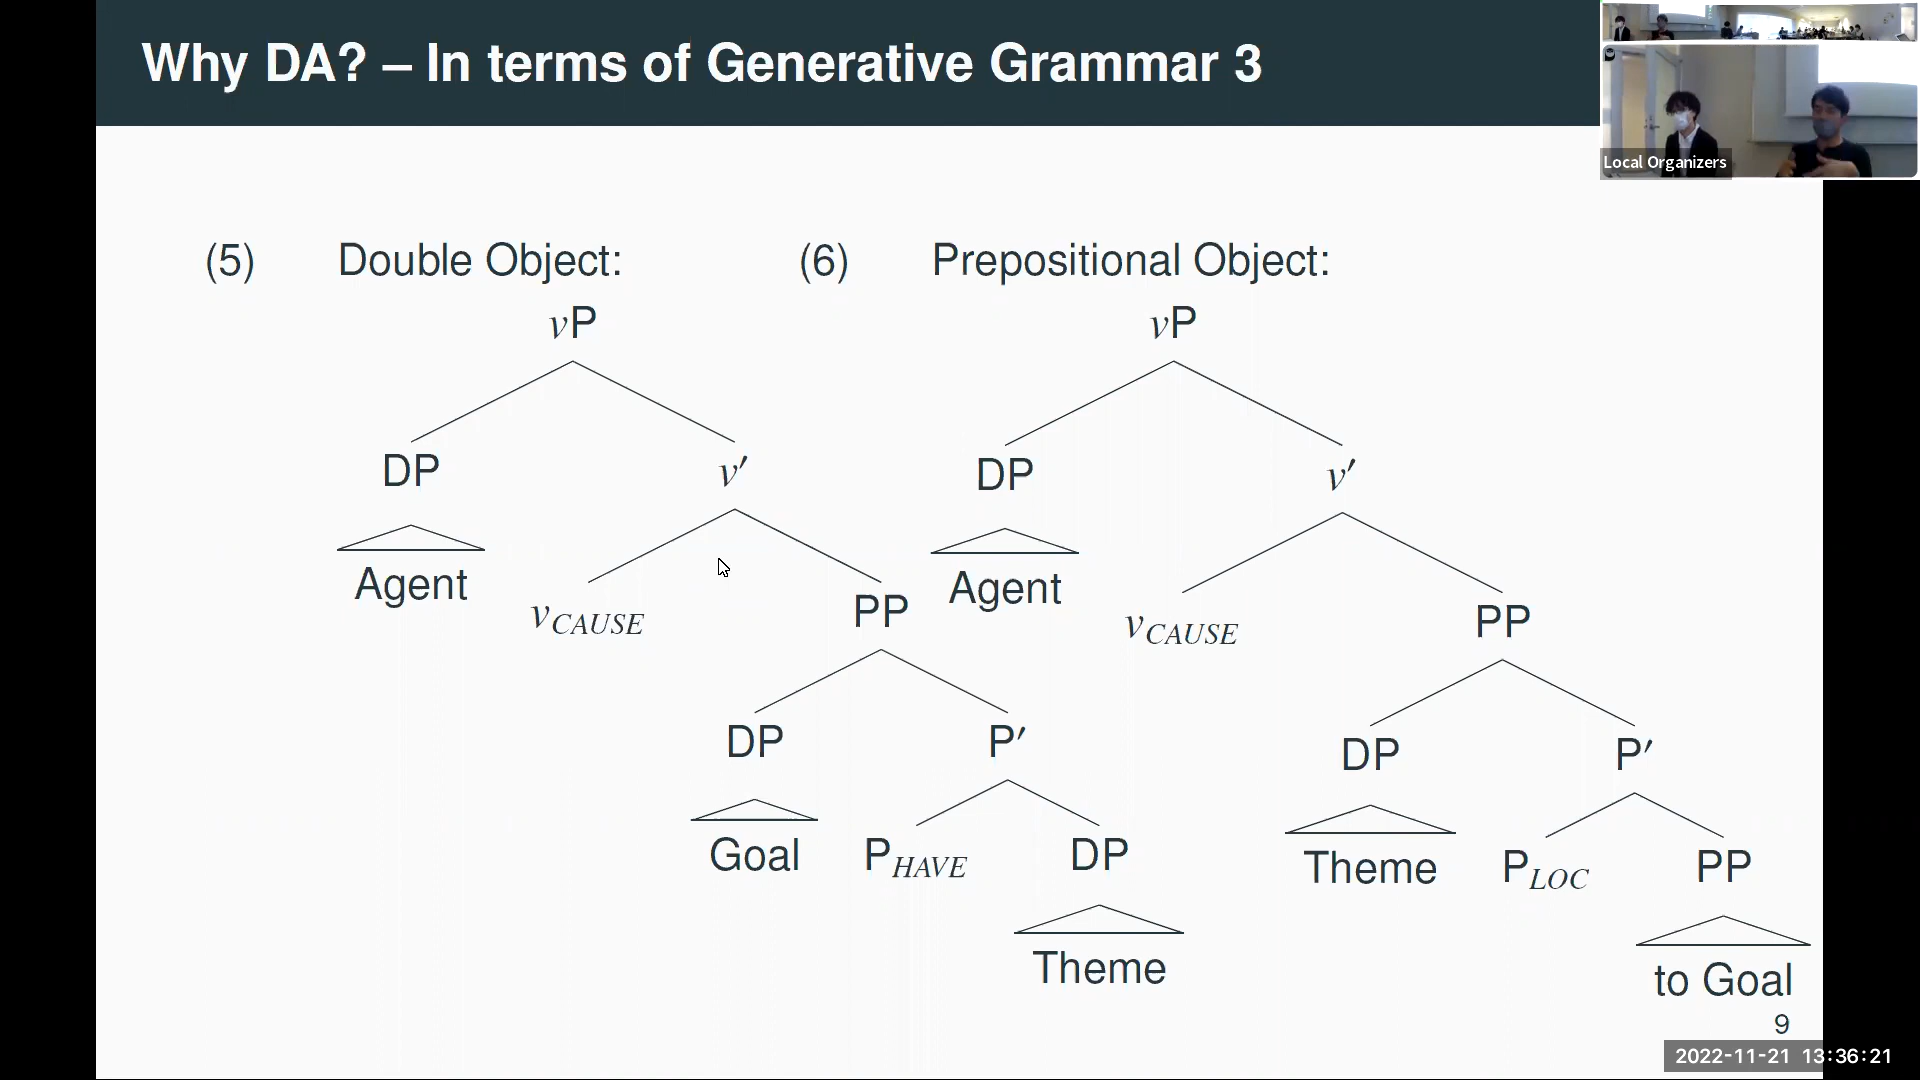 Why DA? – In terms of Generative Grammar 3
Local Organizers
(5) Double Object:
vP
DP v′
Agent
vCAUSE PP
DP P′
Goal PHAVE DP
Theme
(6) Prepositional Object:
vP
DP v′
Agent
vCAUSE PP
DP P′
Theme PLOC PP
to Goal
9
2022-11-21 13:36:21